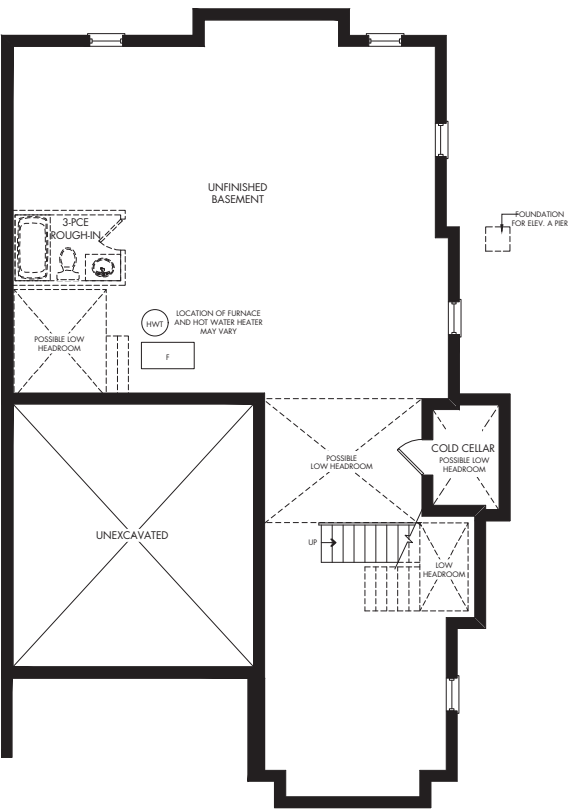 UNFINISHED
BASEMENT
FOUNDATION
FOR ELEV. A PIER
3-PCE
ROUGH-IN
HWT
LOCATION OF FURNACE
AND HOT WATER HEATER
MAY VARY
F
POSSIBLE LOW
HEADROOM
COLD CELLAR
POSSIBLE LOW
HEADROOM
POSSIBLE
LOW HEADROOM
UNEXCAVATED
UP
LOW
HEADROOM